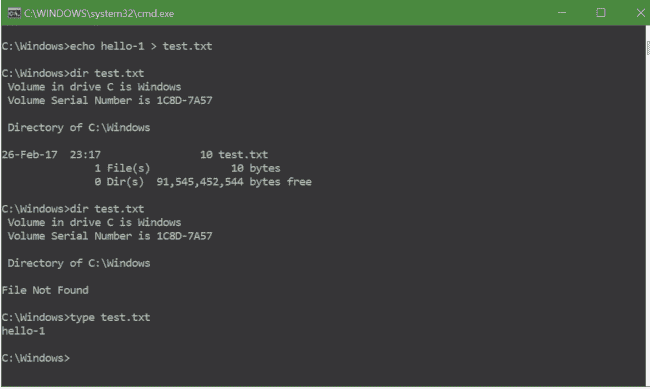 C:\WINDOWS\system32\cmd.exe
C:\Windows>echo hello-1 > test.txt
C:\Windows>dir test.txt
 Volume in drive C is Windows
 Volume Serial Number is 1C8D-7A57
 Directory of C:\Windows
26-Feb-17  23:17                10 test.txt
               1 File(s)             10 bytes
               0 Dir(s)  91,545,452,544 bytes free
C:\Windows>dir test.txt
 Volume in drive C is Windows
 Volume Serial Number is 1C8D-7A57
 Directory of C:\Windows
File Not Found
C:\Windows>type test.txt
hello-1
C:\Windows>